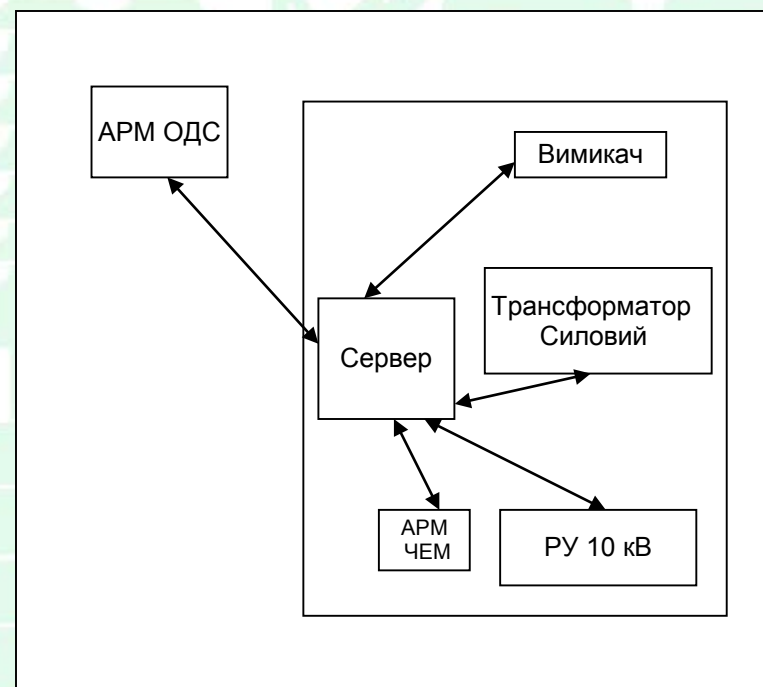 АРМ ОДС
Вимикач
Трансформатор
Силовий
Сервер
АРМ
ЧЕМ
РУ 10 кВ